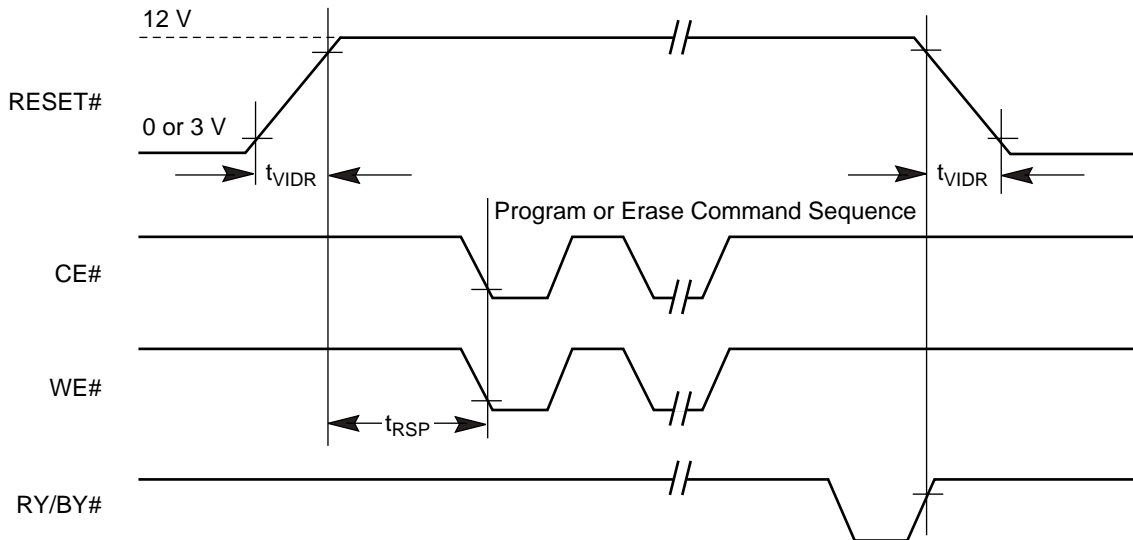 12 V
RESET#
0 or 3 V
tVIDR
tVIDR
Program or Erase Command Sequence
CE#
WE#
tRSP
RY/BY#